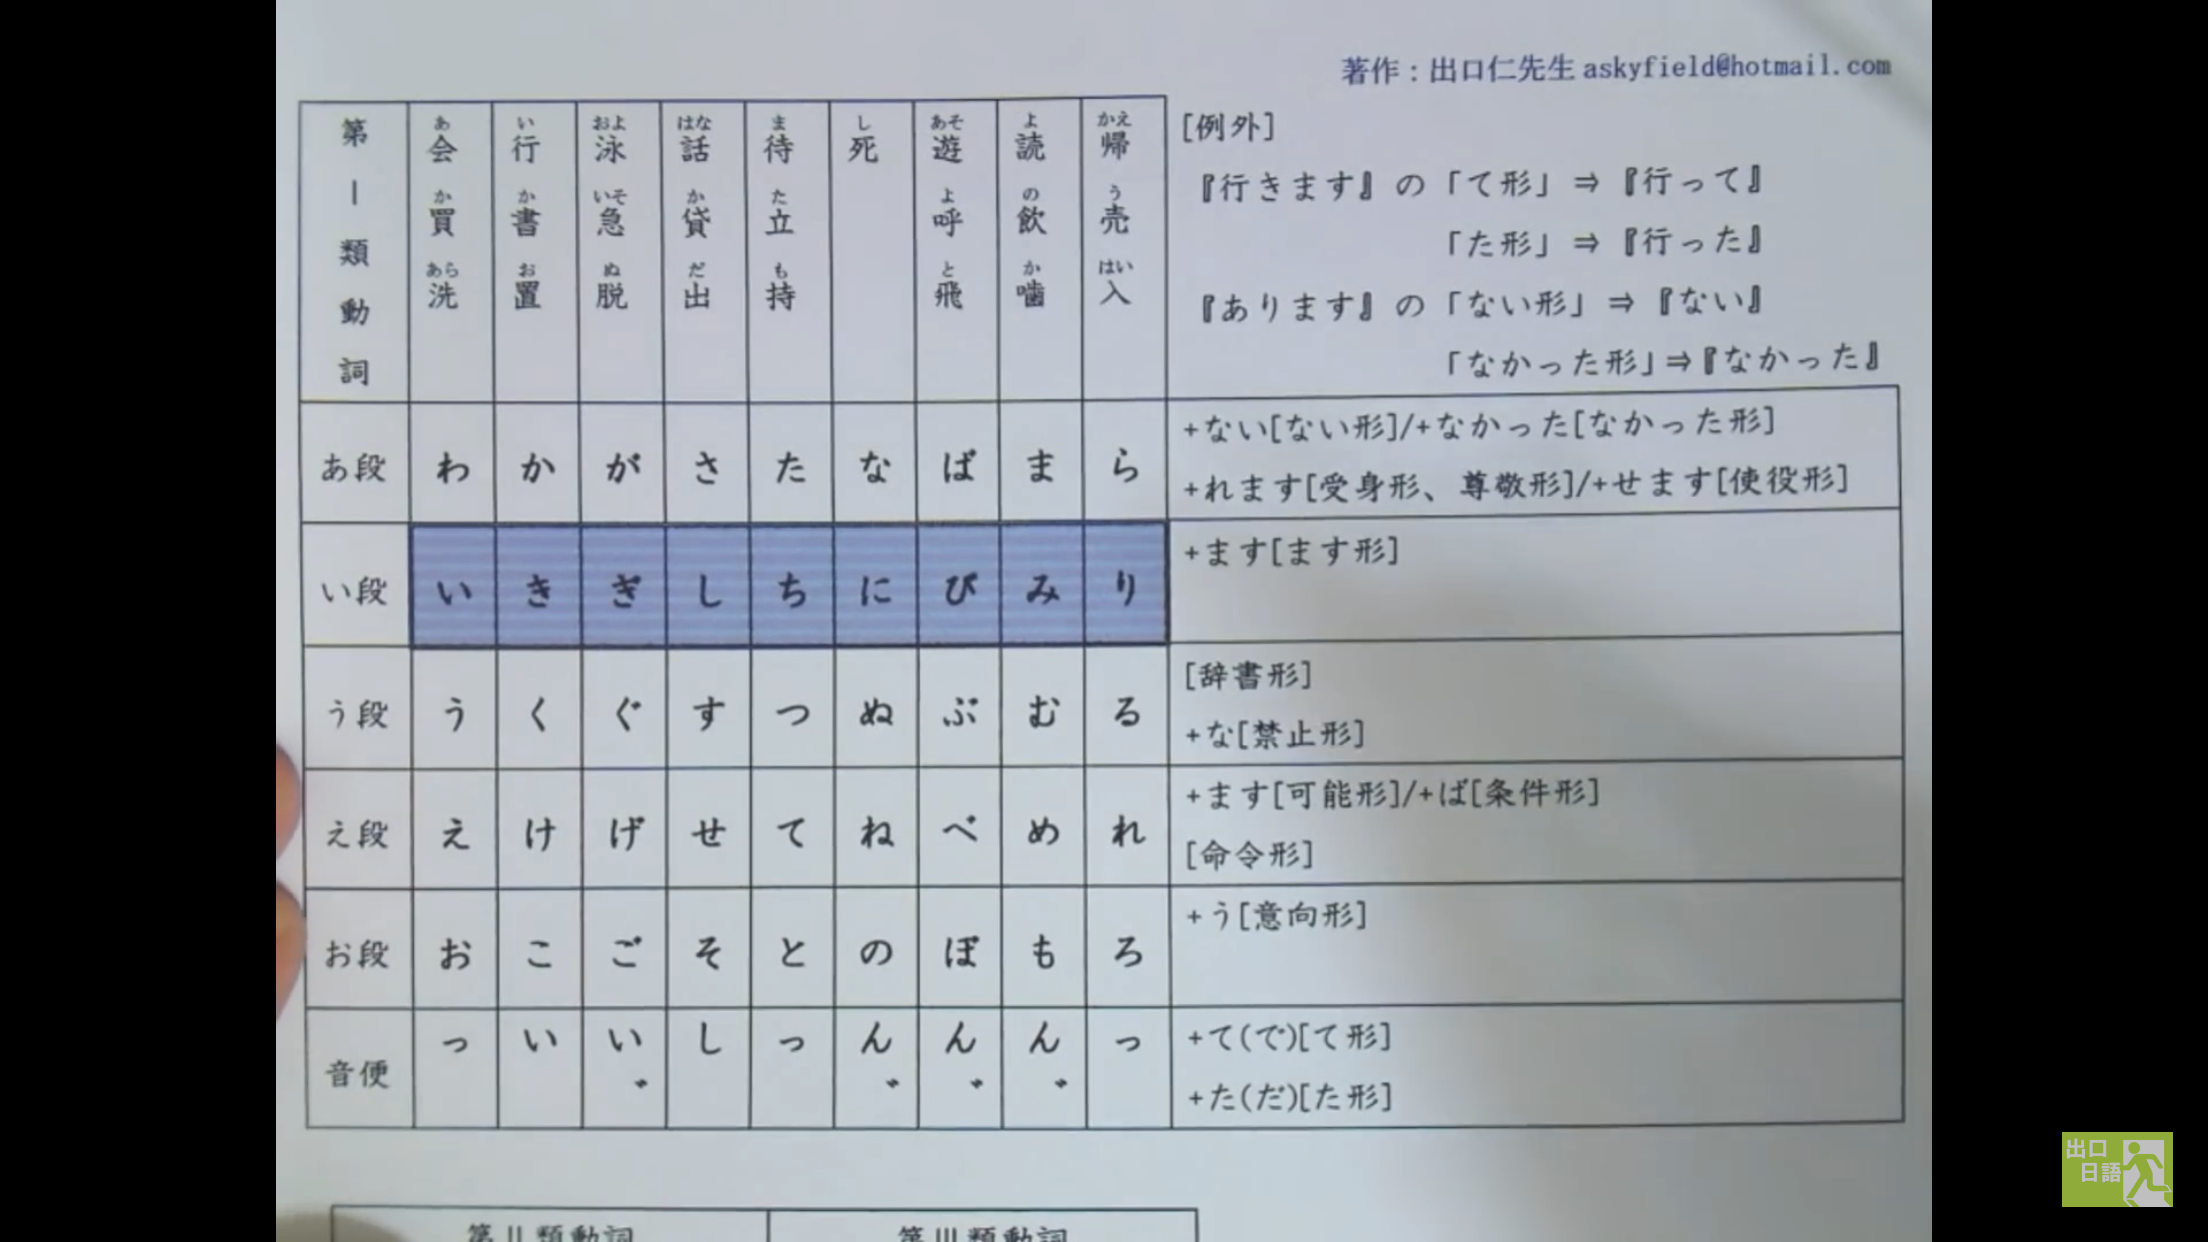 著作：出口仁先生 askyfield@hotmail.com
第Ⅰ類動詞
会 買 洗
あ か あら
行 書 置
い か お
泳 急 脱
およ いそ ぬ
話 貸 出
はな か だ
待 立 持
ま た も
死
し
遊 呼 飛
あそ よ と
読 飲 噛
よ の か
帰 売 入
かえ う はい
[例外]
『行きます』の「て形」⇒『行って』
「た形」⇒『行った』
『あります』の「ない形」⇒『ない』
「なかった形」⇒『なかった』
あ段 わ か が さ た な ば ま ら
+ない[ない形]/+なかった[なかった形]
+れます[受身形、尊敬形]/+せます[使役形]
い段 い き ぎ し ち に び み り
+ます[ます形]
う段 う く ぐ す つ ぬ ぶ む る
[辞書形]
+な[禁止形]
え段 え け げ せ て ね べ め れ
+ます[可能形]/+ば[条件形]
[命令形]
お段 お こ ご そ と の ぼ も ろ
+う[意向形]
音便 っ い い゛ し っ ん゛ ん゛ ん゛ っ
+て(で)[て形]
+た(だ)[た形]
第Ⅱ類動詞 第Ⅲ類動詞
出口
日語